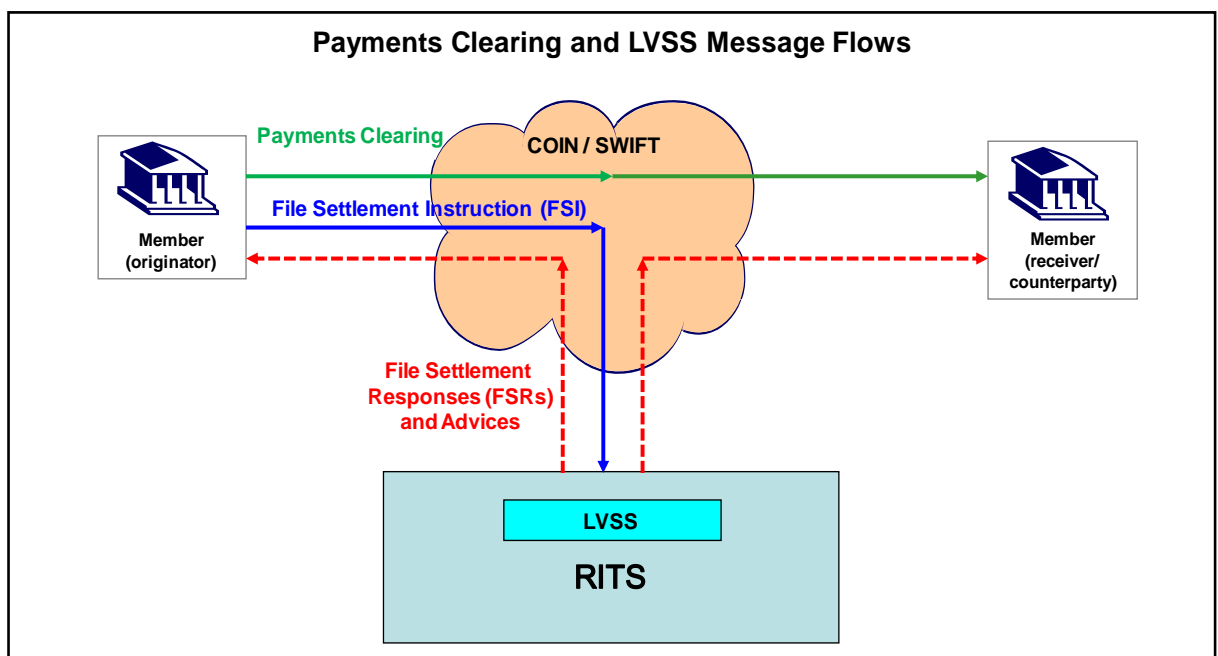 Payments Clearing and LVSS Message Flows
Payments Clearing
COIN / SWIFT
File Settlement Instruction (FSI)
Member
(originator)
Member
(receiver/
counterparty)
File Settlement
Responses (FSRs)
and Advices
LVSS
RITS